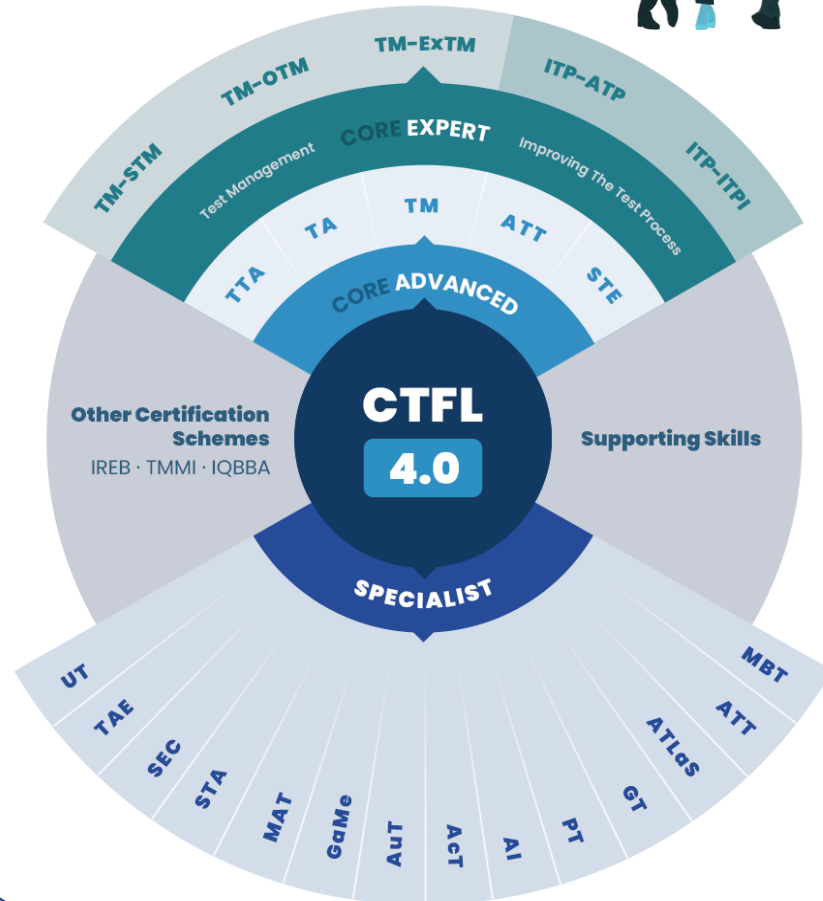 TM-STM
TM-OTM
TM-ExTM
ITP-ATP
ITP-ITPI
CORE EXPERT
Test Management
Improving The Test Process
TTA
TA
TM
ATT
STE
CORE ADVANCED
CTFL
4.0
Other Certification
Schemes
IREB · TMMI · IQBBA
Supporting Skills
SPECIALIST
UT
TAE
SEC
STA
MAT
GaMe
AuT
AcT
AI
PT
GT
ATLaS
ATT
MBT